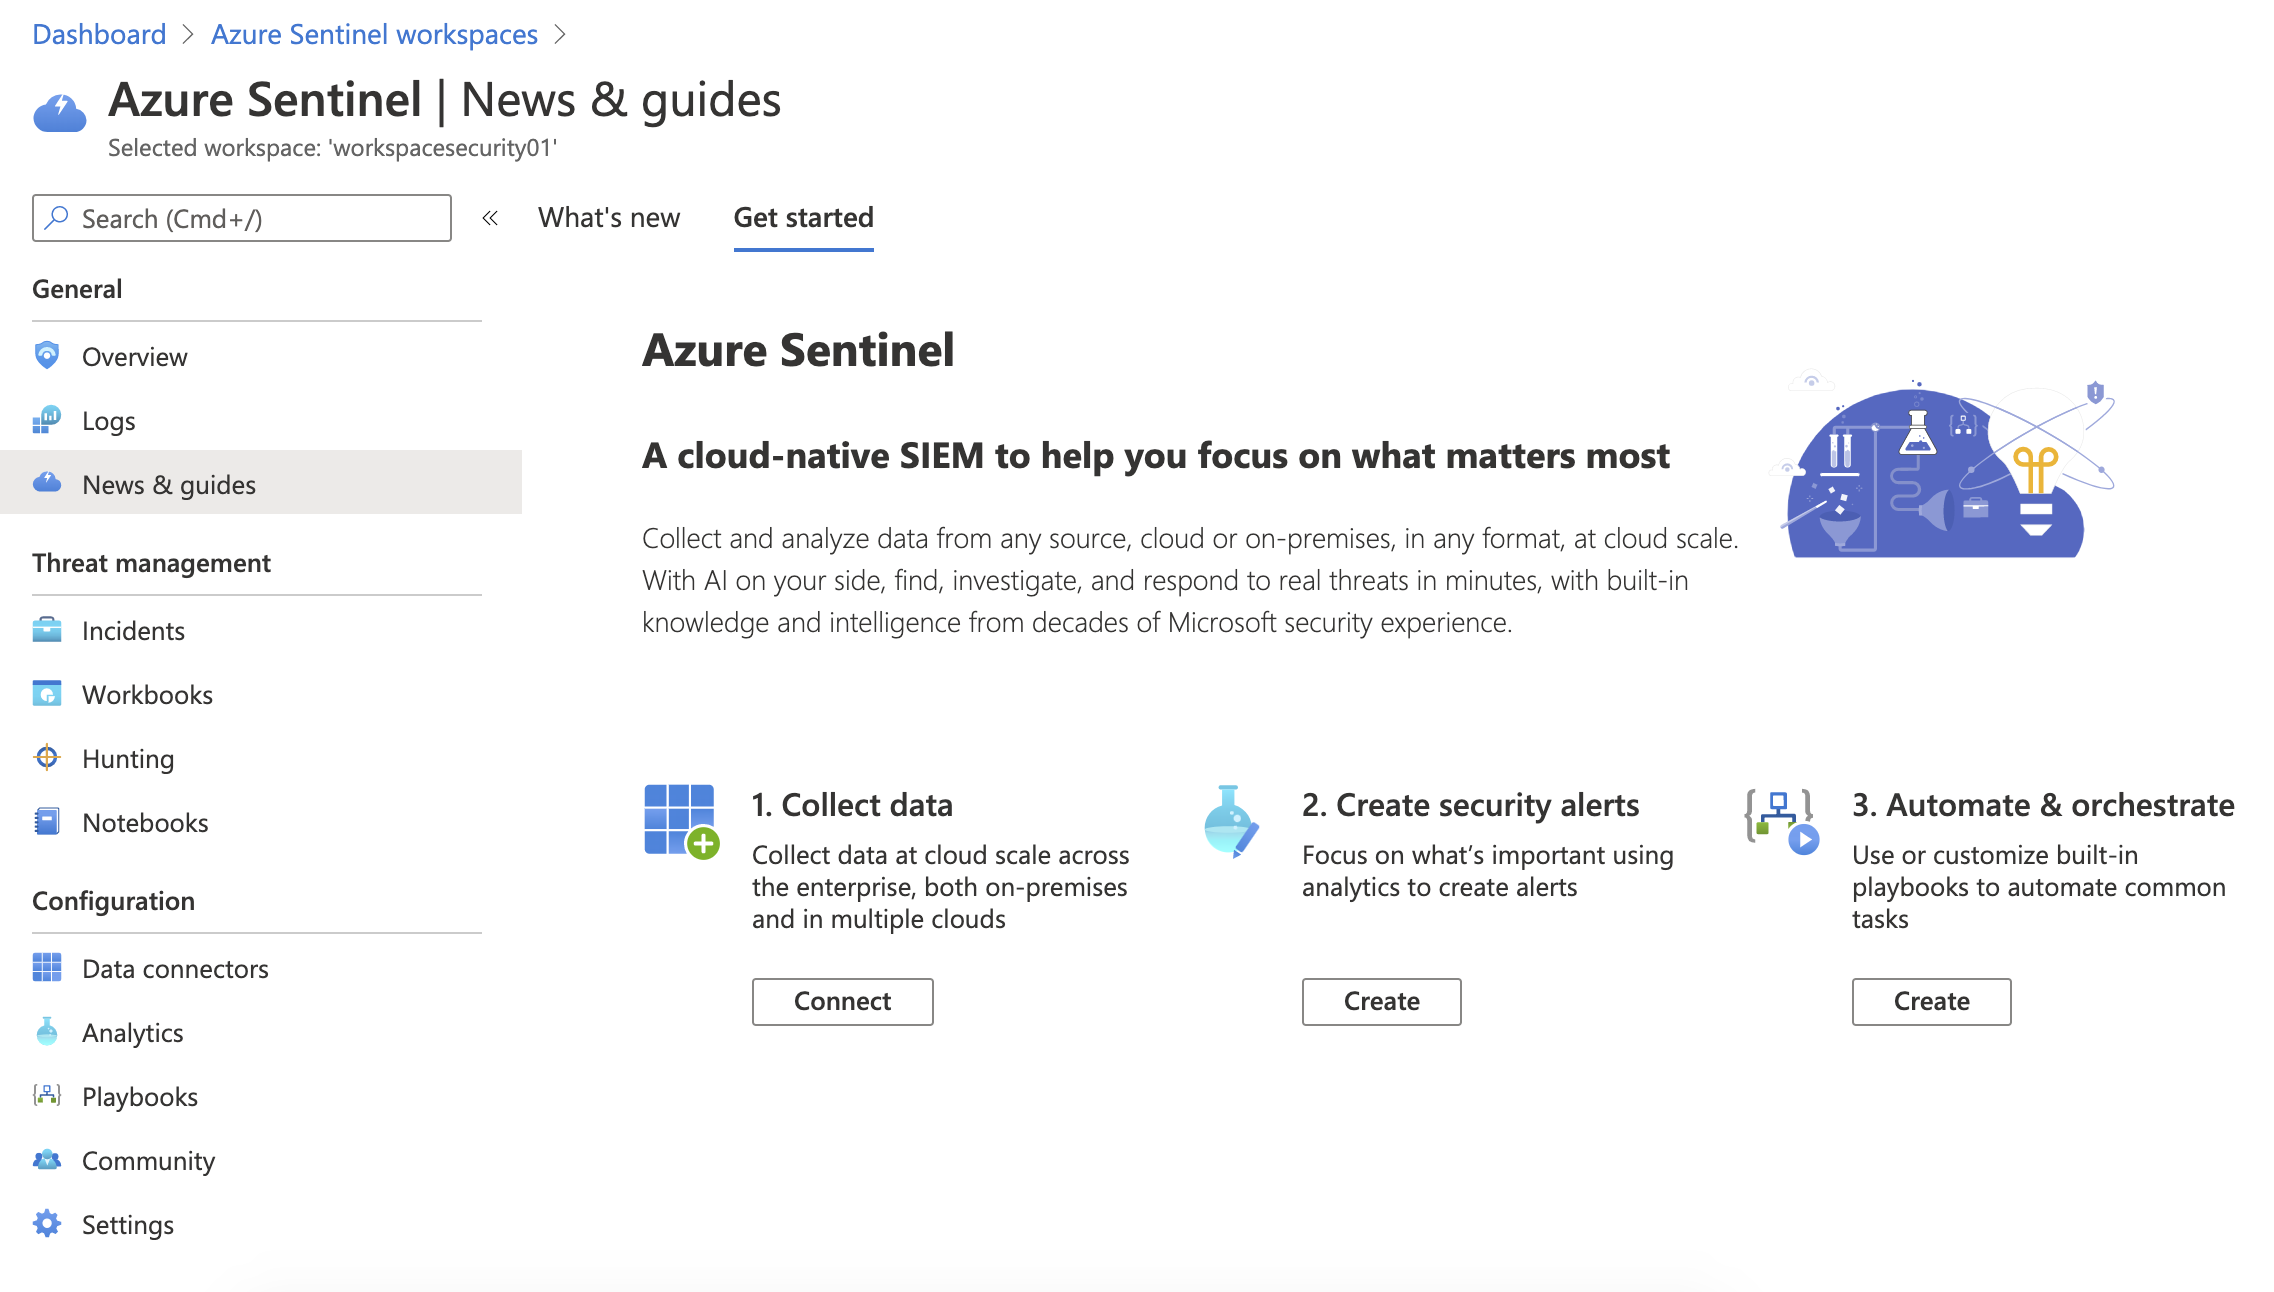 Dashboard > Azure Sentinel workspaces >
Azure Sentinel | News & guides
Selected workspace: 'workspacesecurity01'
Search (Cmd+/)
«
What's new
Get started
General
Overview
Logs
News & guides
Threat management
Incidents
Workbooks
Hunting
Notebooks
Configuration
Data connectors
Analytics
Playbooks
Community
Settings
Azure Sentinel
A cloud-native SIEM to help you focus on what matters most
Collect and analyze data from any source, cloud or on-premises, in any format, at cloud scale.
With AI on your side, find, investigate, and respond to real threats in minutes, with built-in
knowledge and intelligence from decades of Microsoft security experience.
1. Collect data
Collect data at cloud scale across
the enterprise, both on-premises
and in multiple clouds
Connect
2. Create security alerts
Focus on what’s important using
analytics to create alerts
Create
3. Automate & orchestrate
Use or customize built-in
playbooks to automate common
tasks
Create